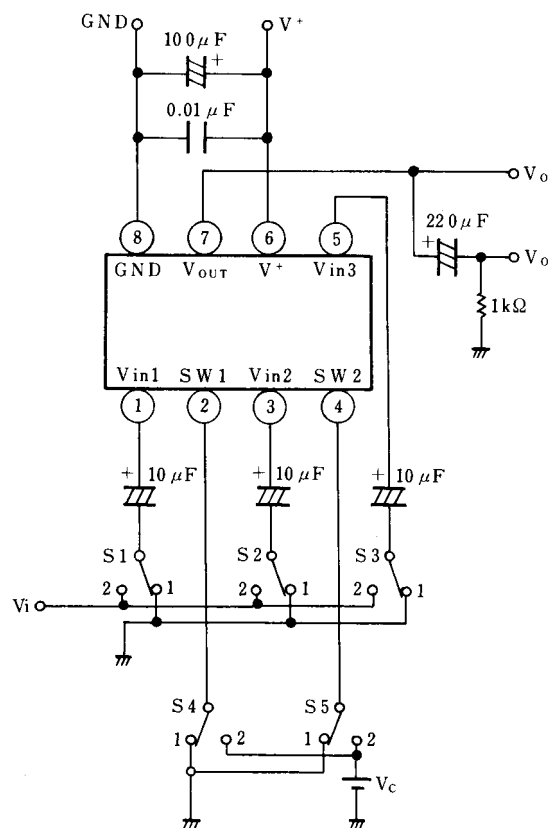 GND V⁺
100μF
+
0.01μF
Vo
220μF
8 7 6 5
+
Vo
GND VOUT V⁺ Vin3
1kΩ
Vin1 SW1 Vin2 SW2
1 2 3 4
+ 10μF + 10μF + 10μF
S1 S2 S3
2 1 2 1 2 1
Vi
S4 S5
1 2 1 2
Vc